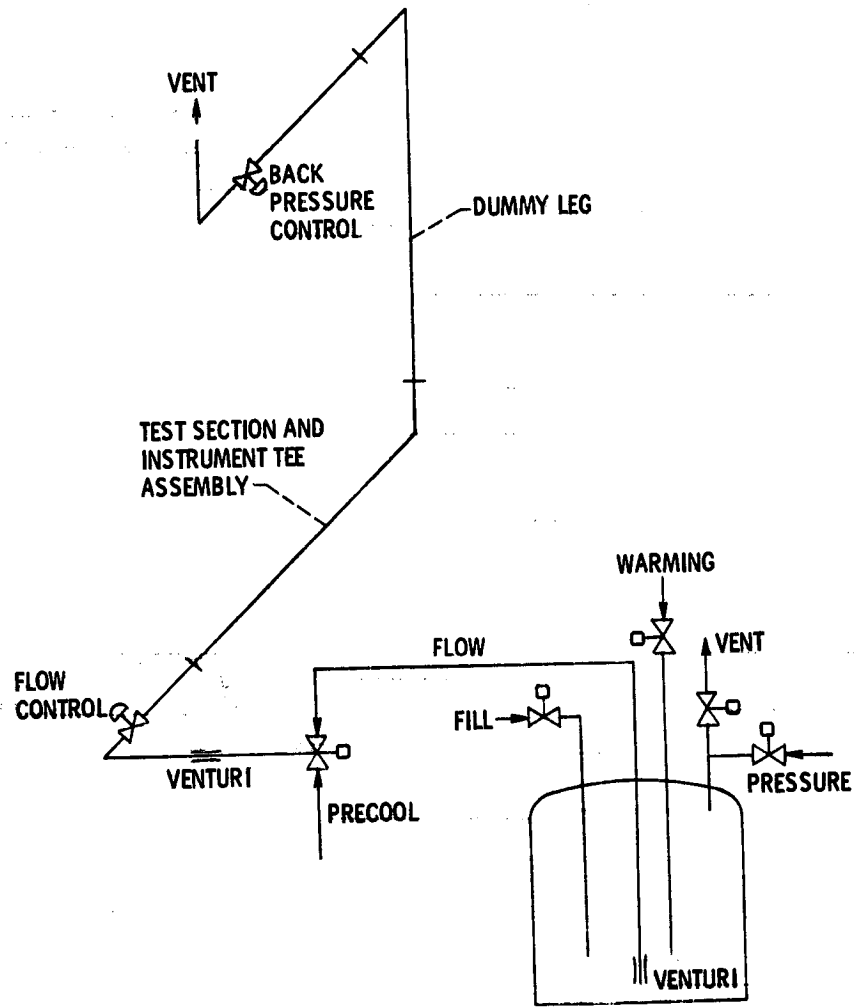 VENT
BACK
PRESSURE
CONTROL
DUMMY LEG
TEST SECTION AND
INSTRUMENT TEE
ASSEMBLY
WARMING
FLOW
VENT
FLOW
CONTROL
FILL
VENTURI
PRESSURE
PRECOOL
VENTURI